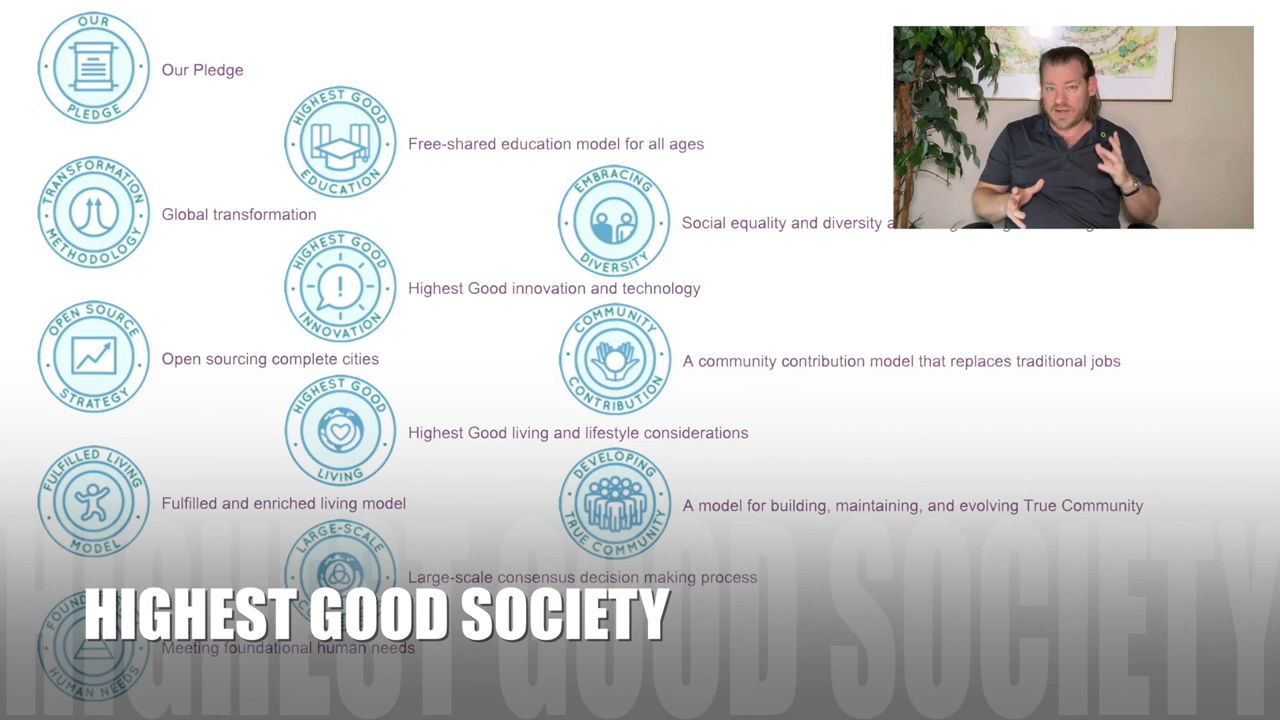 OUR PLEDGE
Our Pledge
HIGHEST GOOD EDUCATION
Free-shared education model for all ages
TRANSFORMATION METHODOLOGY
Global transformation
EMBRACING DIVERSITY
Social equality and diversity a
HIGHEST GOOD INNOVATION
Highest Good innovation and technology
OPEN SOURCE STRATEGY
Open sourcing complete cities
COMMUNITY CONTRIBUTION
A community contribution model that replaces traditional jobs
HIGHEST GOOD LIVING
Highest Good living and lifestyle considerations
FULFILLED LIVING MODEL
Fulfilled and enriched living model
DEVELOPING TRUE COMMUNITY
A model for building, maintaining, and evolving True Community
LARGE-SCALE
Large-scale consensus decision making process
HIGHEST GOOD SOCIETY
HUMAN NEEDS
Meeting foundational human needs
HIGHEST GOOD SOCIETY